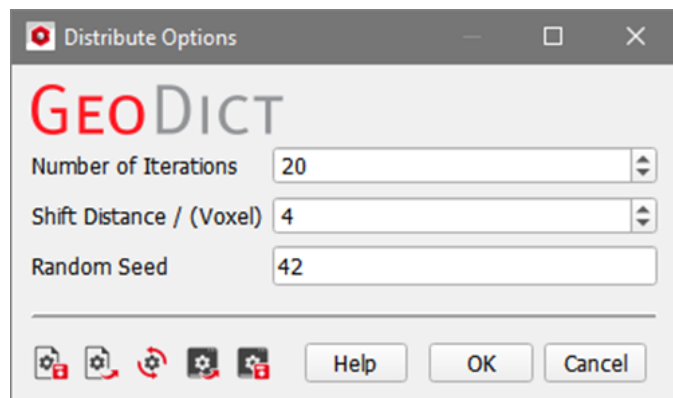 Distribute Options
GEODICT
Number of Iterations 20
Shift Distance / (Voxel) 4
Random Seed 42
Help OK Cancel